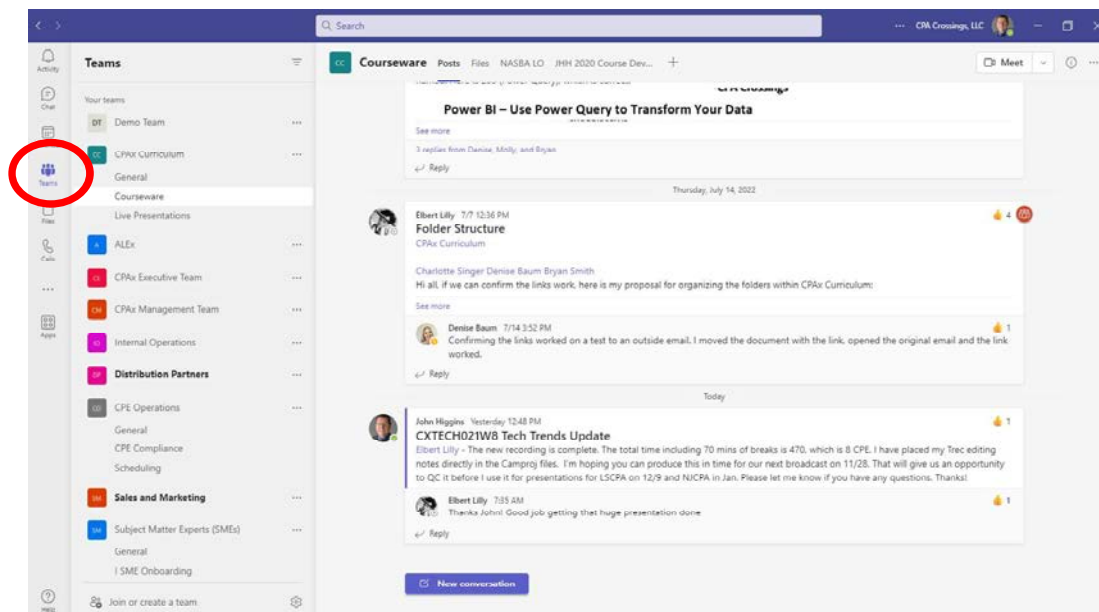 Search
CPA Crossings, LLC
Activity
Chat
Teams
Files
Calls
Apps
Teams
Your teams
DT Demo Team
CC CPAx Curriculum
General
Courseware
Live Presentations
A ALEx
CE CPAx Executive Team
CM CPAx Management Team
IO Internal Operations
DP Distribution Partners
CO CPE Operations
General
CPE Compliance
Scheduling
SM Sales and Marketing
SM Subject Matter Experts (SMEs)
General
I SME Onboarding
Join or create a team
CC Courseware Posts Files NASBA LO JHH 2020 Course Dev...
Meet
CPA Crossings
Power BI – Use Power Query to Transform Your Data
See more
3 replies from Denise, Molly, and Bryan
Reply
Thursday, July 14, 2022
Elbert Lilly 7/7 12:36 PM
4
Folder Structure
CPAx Curriculum
Charlotte Singer Denise Baum Bryan Smith
Hi all, if we can confirm the links work, here is my proposal for organizing the folders within CPAx Curriculum:
See more
Denise Baum 7/14 3:52 PM
1
Confirming the links worked on a test to an outside email. I moved the document with the link, opened the original email and the link
worked.
Reply
Today
John Higgins Yesterday 12:48 PM
1
CXTECH021W8 Tech Trends Update
Elbert Lilly - The new recording is complete. The total time including 70 mins of breaks is 470, which is 8 CPE. I have placed my Trec editing
notes directly in the Camproj files. I'm hoping you can produce this in time for our next broadcast on 11/28. That will give us an opportunity
to QC it before I use it for presentations for LSCPA on 12/9 and NJCPA in Jan. Please let me know if you have any questions. Thanks!
Elbert Lilly 7:35 AM
1
Thanks John! Good job getting that huge presentation done
Reply
New conversation